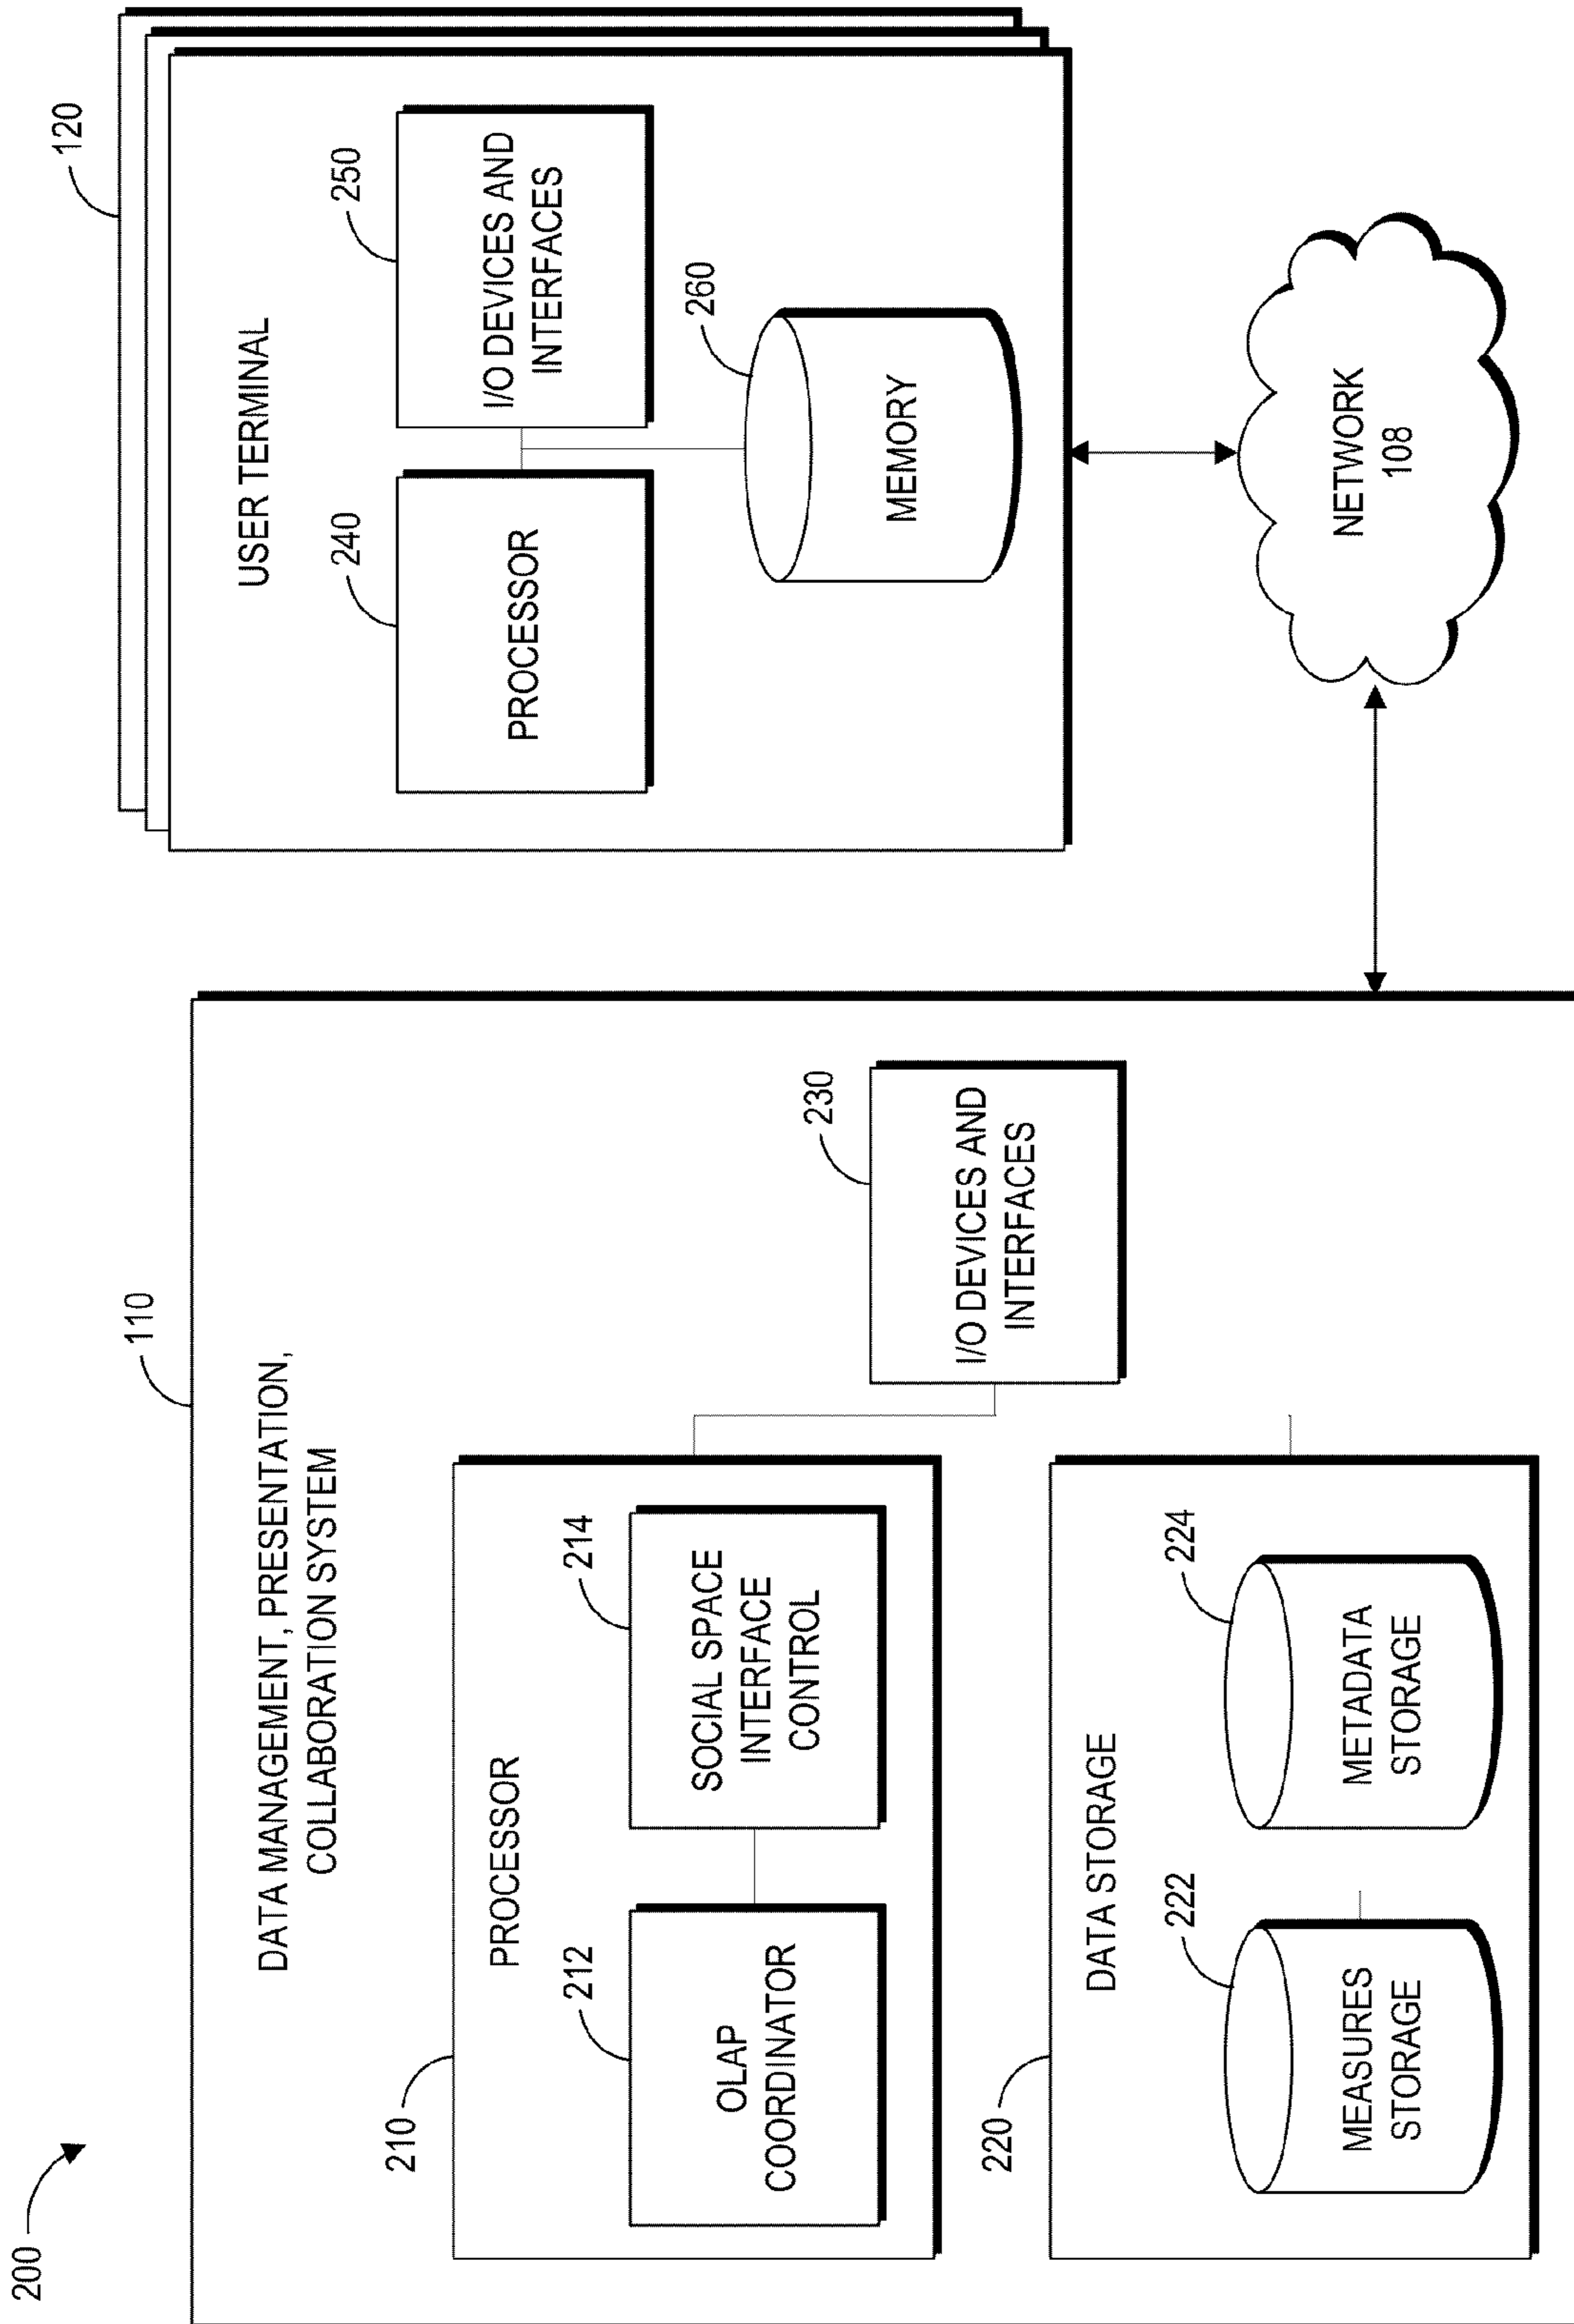 200
110
DATA MANAGEMENT, PRESENTATION,
COLLABORATION SYSTEM
210
PROCESSOR
212
OLAP
COORDINATOR
214
SOCIAL SPACE
INTERFACE
CONTROL
230
I/O DEVICES AND
INTERFACES
220
DATA STORAGE
222
MEASURES
STORAGE
224
METADATA
STORAGE
120
USER TERMINAL
240
PROCESSOR
250
I/O DEVICES AND
INTERFACES
260
MEMORY
NETWORK
108